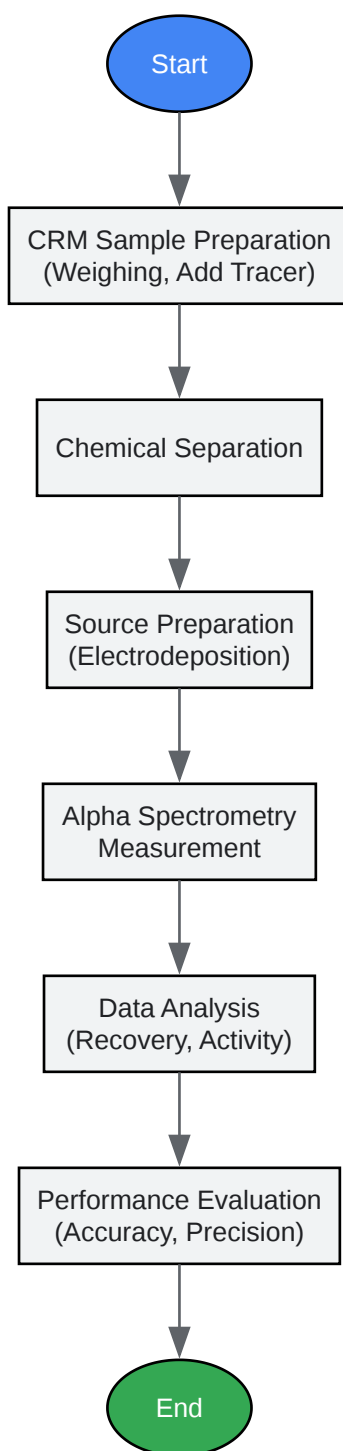 Start
CRM Sample Preparation
(Weighing, Add Tracer)
Chemical Separation
Source Preparation
(Electrodeposition)
Alpha Spectrometry
Measurement
Data Analysis
(Recovery, Activity)
Performance Evaluation
(Accuracy, Precision)
End